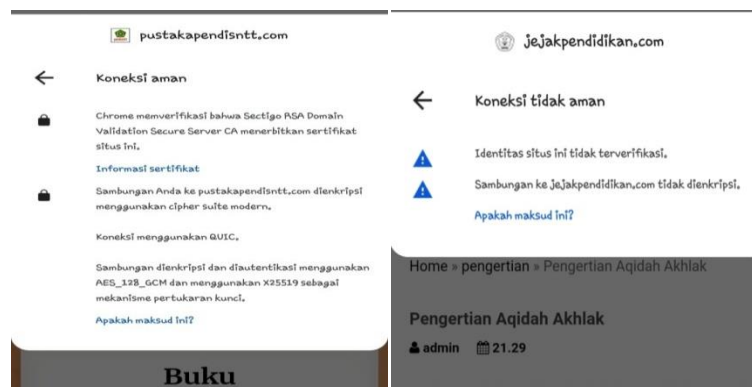 pustakapendisntt.com
Koneksi aman
Chrome memverifikasi bahwa Sectigo RSA Domain
Validation Secure Server CA menerbitkan sertifikat
situs ini.
Informasi sertifikat
Sambungan Anda ke pustakapendisntt.com dienkripsi
menggunakan cipher suite modern.
Koneksi menggunakan QUIC.
Sambungan dienkripsi dan diautentikasi menggunakan
AES_128_GCM dan menggunakan X25519 sebagai
mekanisme pertukaran kunci.
Apakah maksud ini?
Buku
jejakpendidikan.com
Koneksi tidak aman
Identitas situs ini tidak terverifikasi.
Sambungan ke jejakpendidikan.com tidak dienkripsi.
Apakah maksud ini?
Home » pengertian » Pengertian Aqidah Akhlak
Pengertian Aqidah Akhlak
admin 21.29